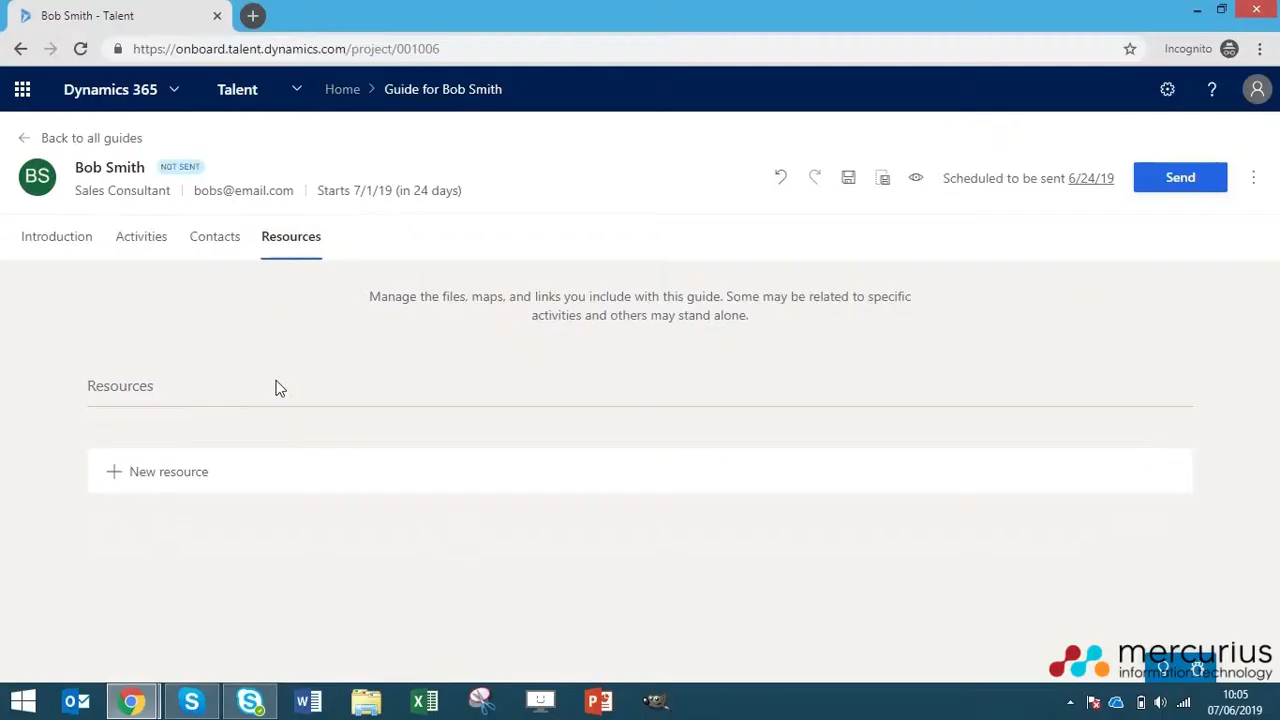 Bob Smith - Talent
https://onboard.talent.dynamics.com/project/001006
Incognito
Dynamics 365
Talent
Home > Guide for Bob Smith
?
Back to all guides
BS
Bob Smith
NOT SENT
Sales Consultant | bobs@email.com | Starts 7/1/19 (in 24 days)
Scheduled to be sent 6/24/19
Send
Introduction
Activities
Contacts
Resources
Manage the files, maps, and links you include with this guide. Some may be related to specific
activities and others may stand alone.
Resources
New resource
mercurius
information technology
10:05
07/06/2019